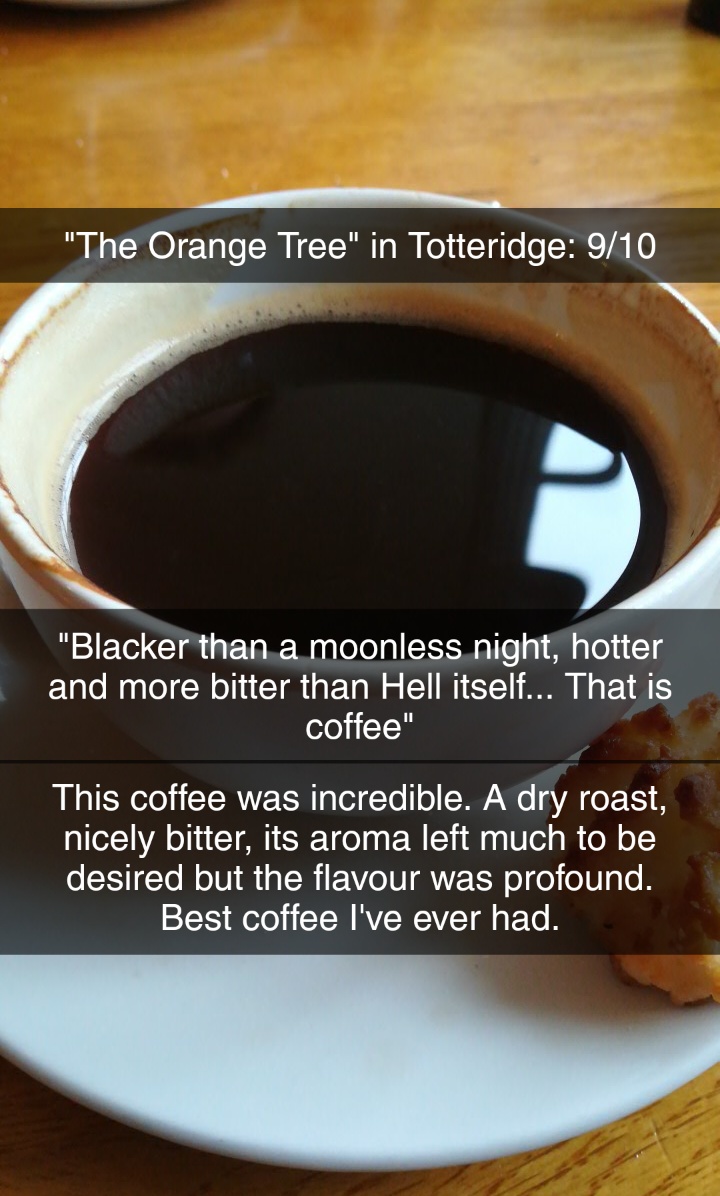 "The Orange Tree" in Totteridge: 9/10
"Blacker than a moonless night, hotter
and more bitter than Hell itself... That is
coffee"
This coffee was incredible. A dry roast,
nicely bitter, its aroma left much to be
desired but the flavour was profound.
Best coffee I've ever had.